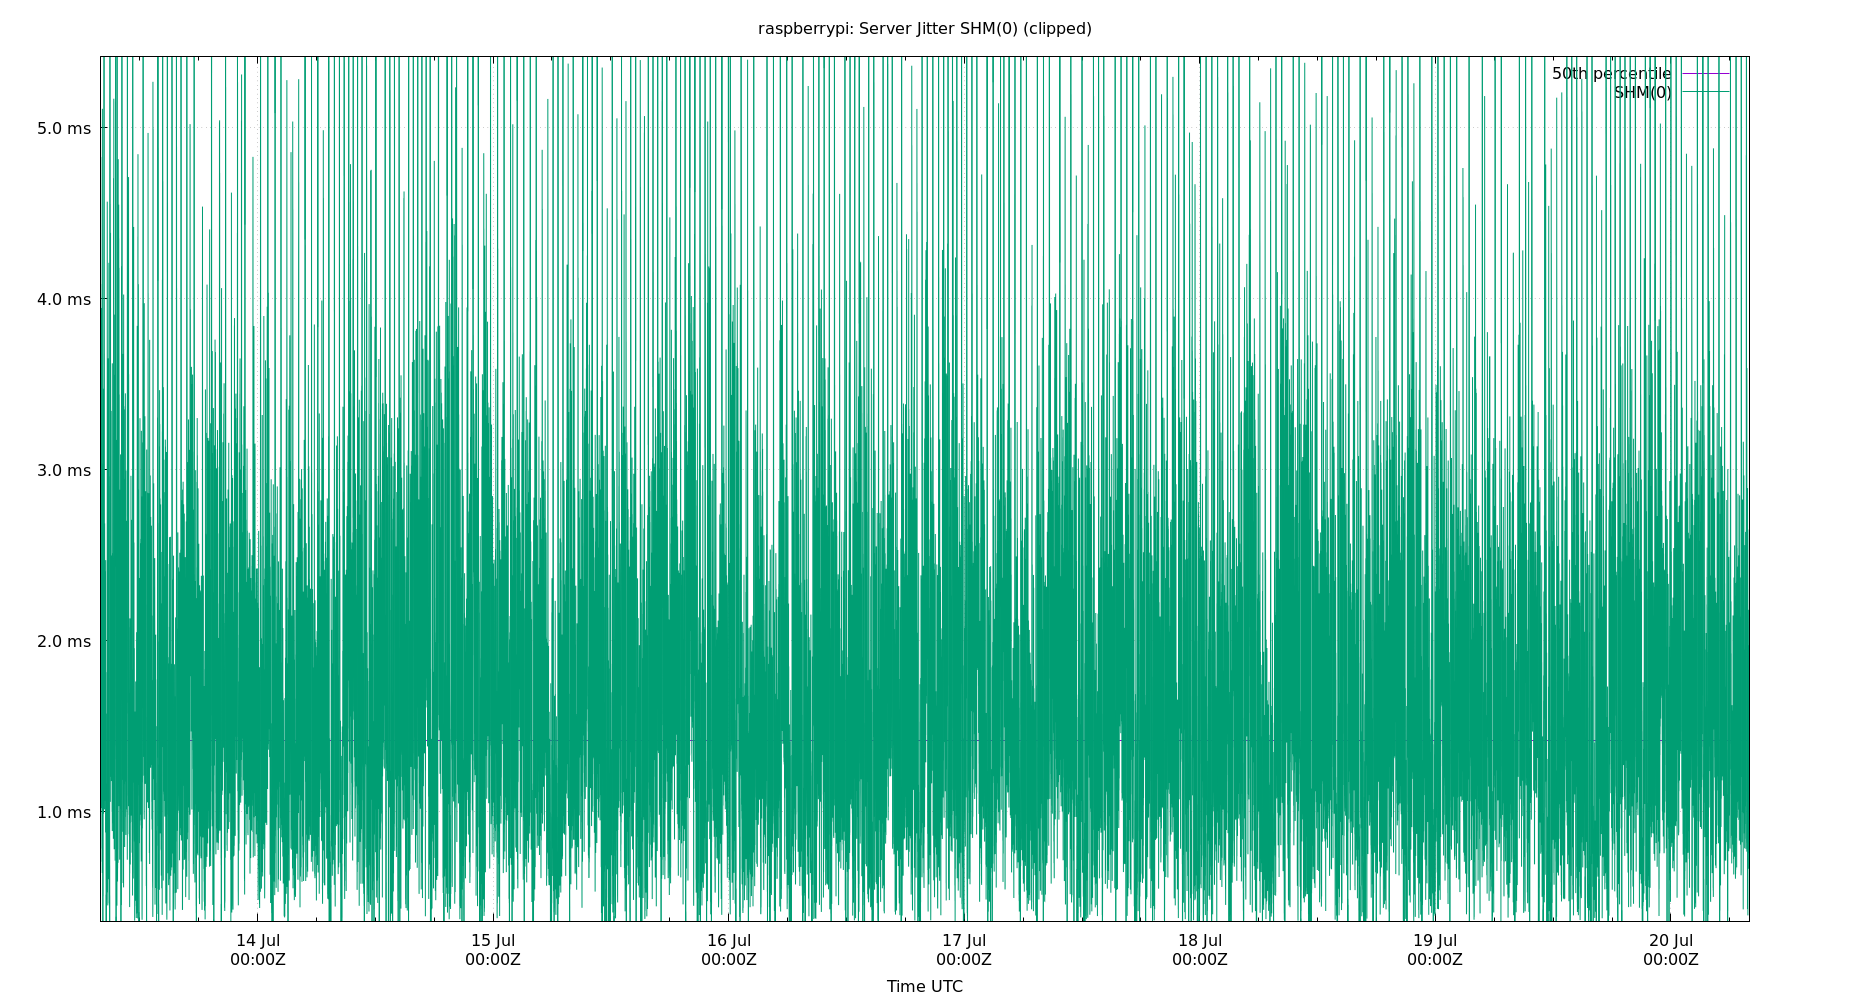 raspberrypi: Server Jitter SHM(0) (clipped)
50th percentile
SHM(0)
5.0 ms
4.0 ms
3.0 ms
2.0 ms
1.0 ms
14 Jul 15 Jul 16 Jul 17 Jul 18 Jul 19 Jul 20 Jul
00:00Z 00:00Z 00:00Z 00:00Z 00:00Z 00:00Z 00:00Z
Time UTC